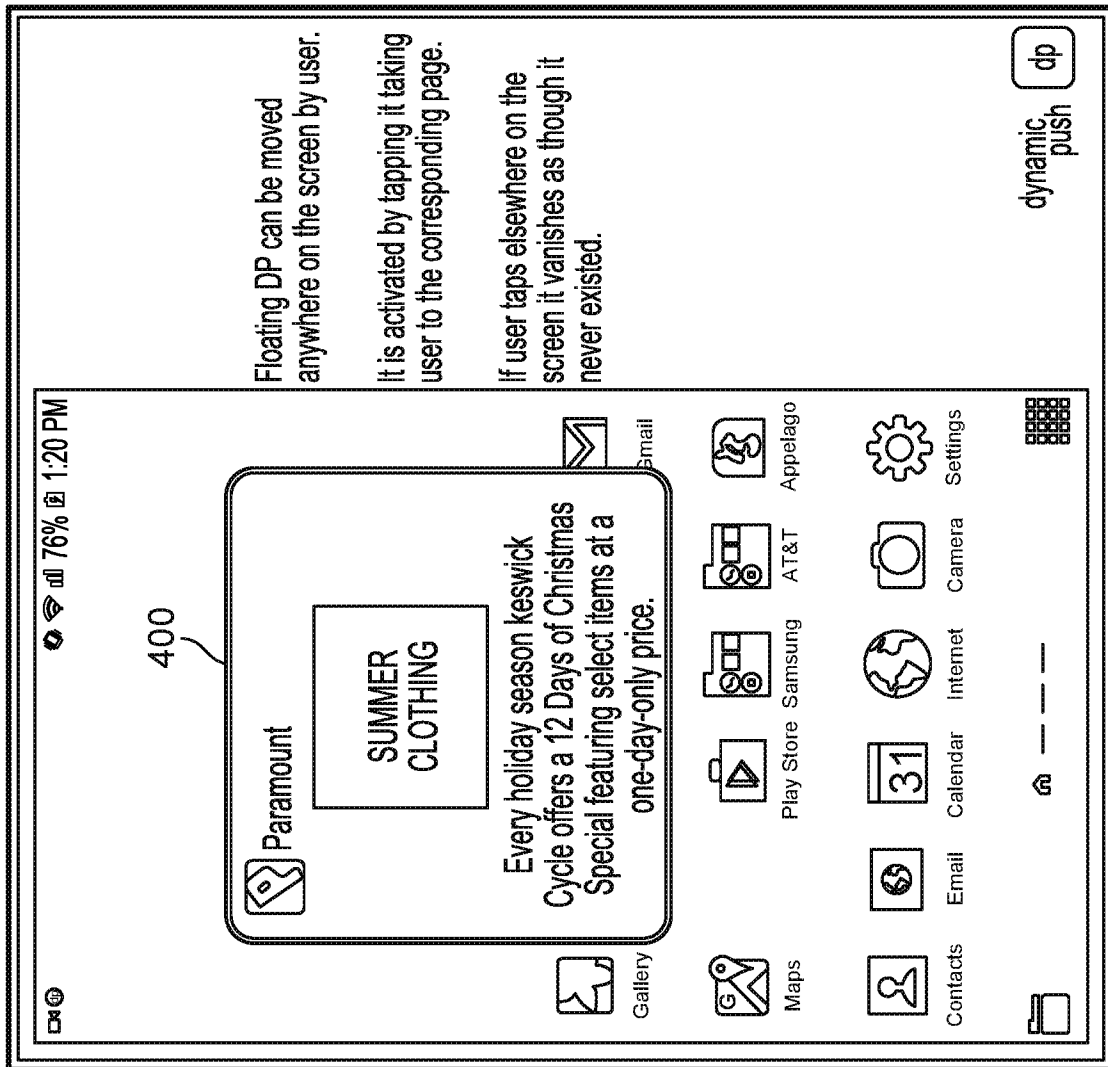 76% 1:20 PM
400
Paramount
SUMMER
CLOTHING
Every holiday season keswick
Cycle offers a 12 Days of Christmas
Special featuring select items at a
one-day-only price.
Gallery
Gmail
G
Maps
Play Store
Samsung
AT&T
Appelago
31
Contacts
Email
Calendar
Internet
Camera
Settings
Floating DP can be moved
anywhere on the screen by user.
It is activated by tapping it taking
user to the corresponding page.
If user taps elsewhere on the
screen it vanishes as though it
never existed.
dynamic
push
dp